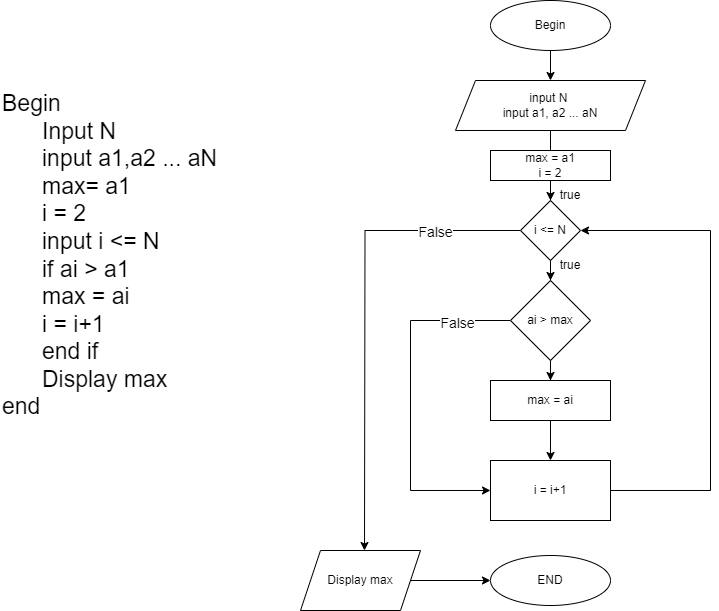 Begin
Input N
input a1,a2 ... aN
max= a1
i = 2
input i <= N
if ai > a1
max = ai
i = i+1
end if
Display max
end
Begin
input N
input a1, a2 ... aN
max = a1
i = 2
true
i <= N
False
true
ai > max
False
max = ai
i = i+1
Display max
END